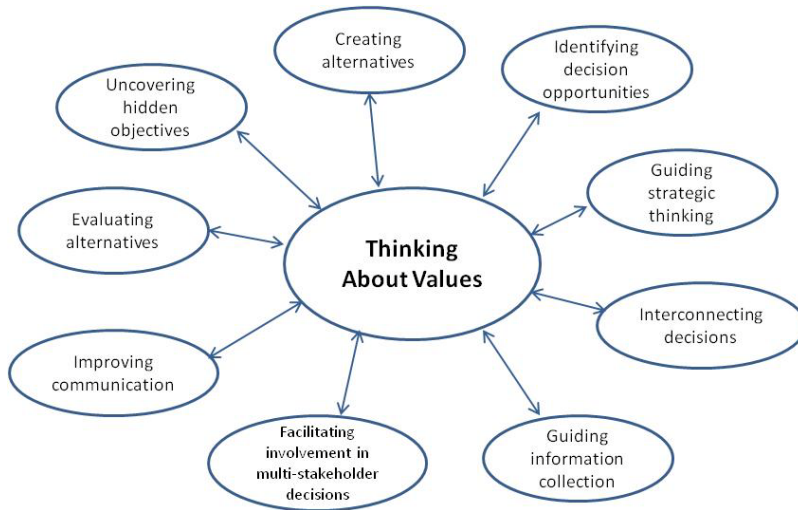 Creating
alternatives
Identifying
decision
opportunities
Uncovering
hidden
objectives
Guiding
strategic
thinking
Evaluating
alternatives
Thinking
About Values
Interconnecting
decisions
Improving
communication
Facilitating
involvement in
multi-stakeholder
decisions
Guiding
information
collection